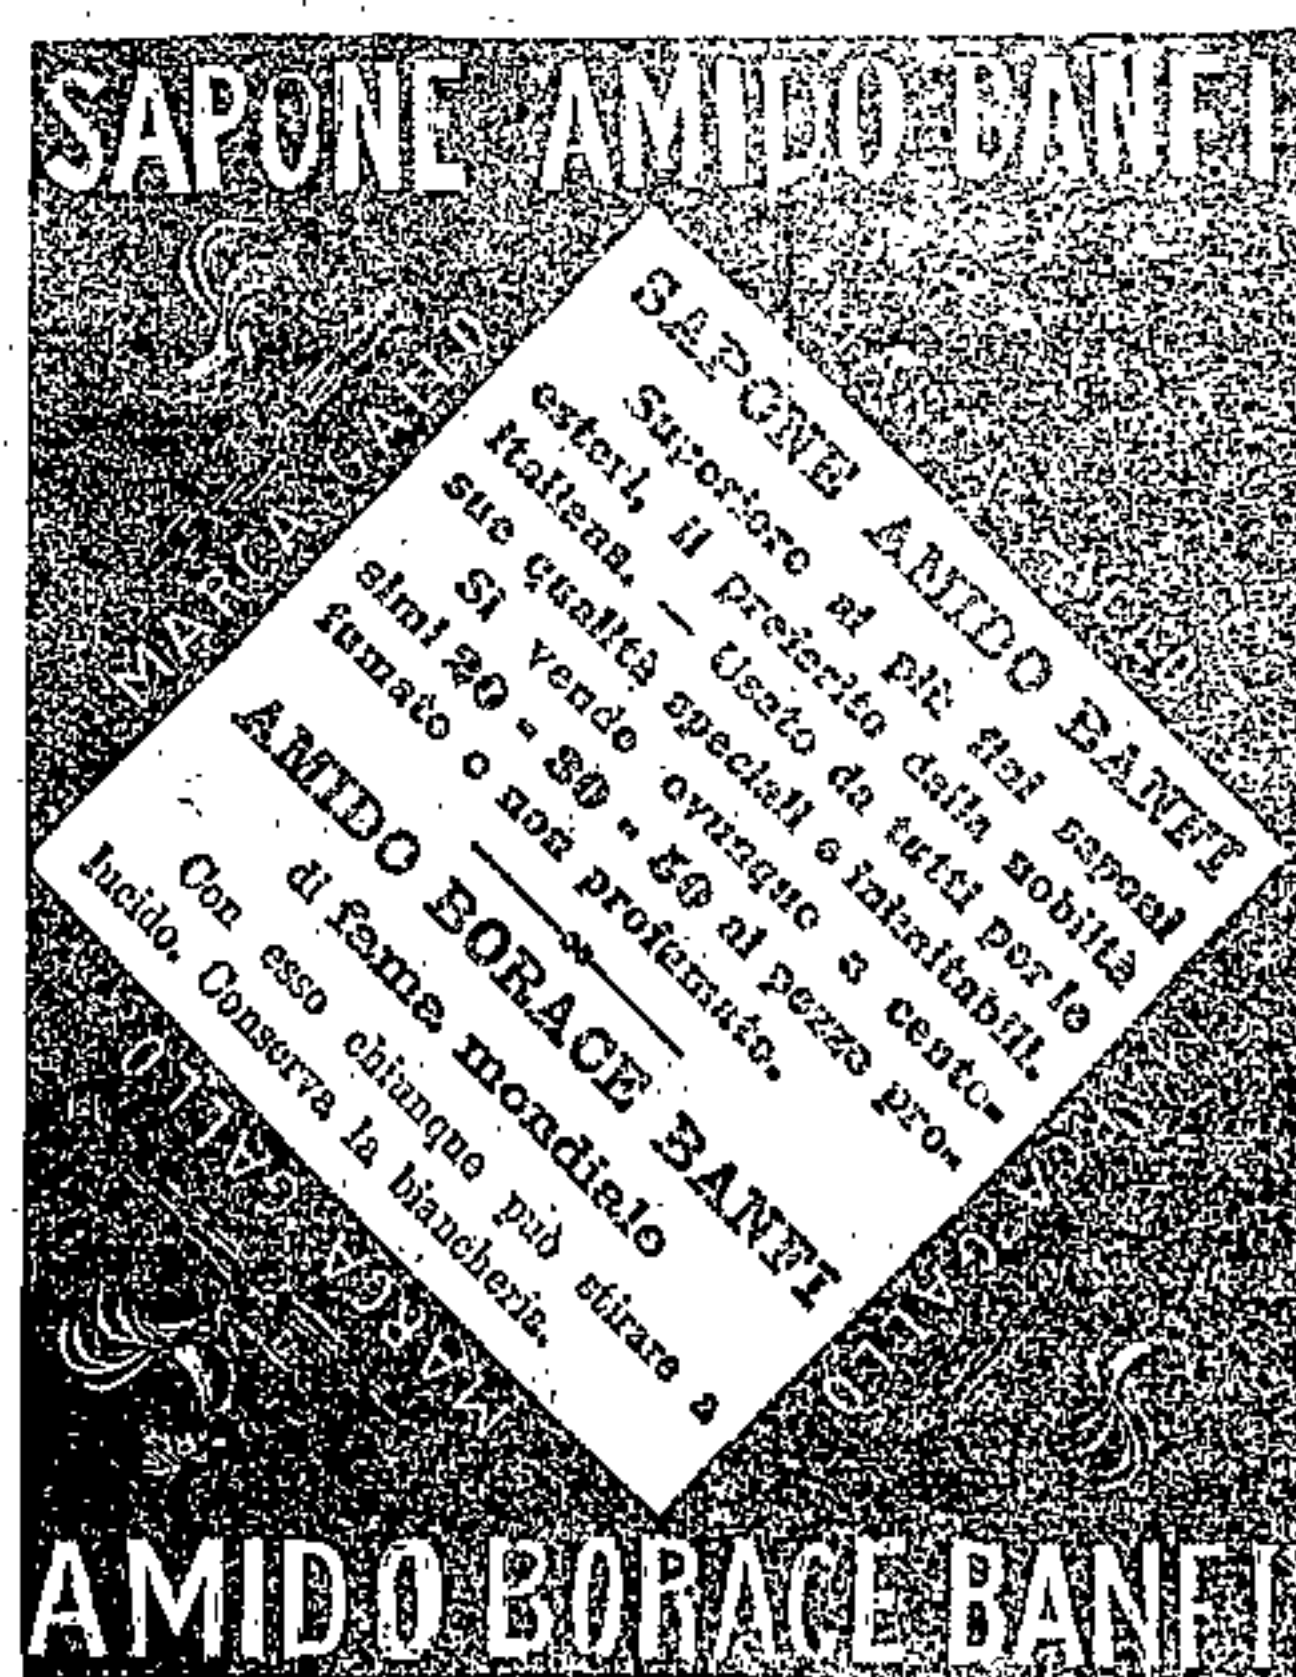 SAPONE AMIDO BANFI
MARCA GALLO
SAPONE AMIDO BANFI
Superiore ai più fini saponi
esteri, il preferito dalla nobiltà
Italiana. — Usato da tutti per le
sue qualità speciali e inimitabili.
Si vende ovunque a cente-
simi 20 - 30 - 50 al pezzo pro-
fumato o non profumato.
AMIDO BORACE BANFI
di fama mondiale
Con esso chiunque può stirare a
lucido. Conserva la biancheria.
MARCA GALLO
MARCA GALLO
AMIDO BORACE BANFI